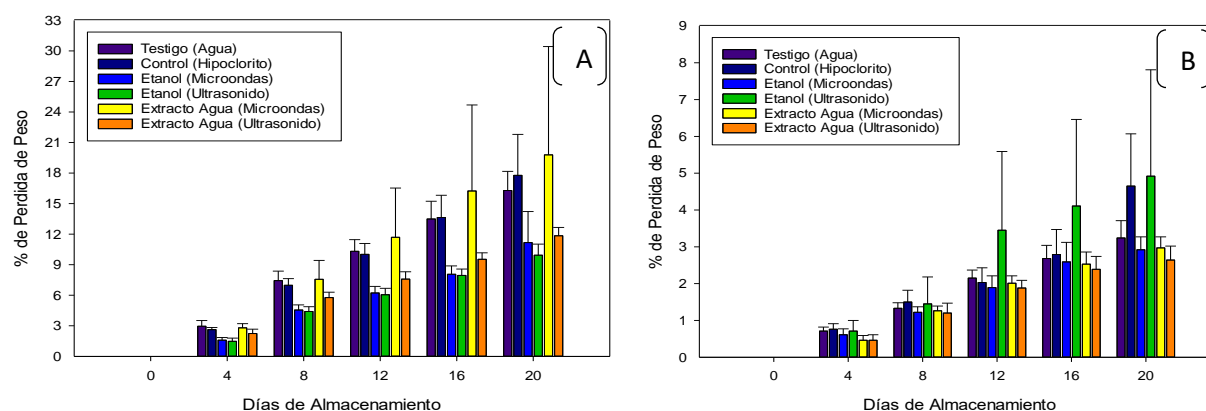 33
30
27
24
21
18
15
12
9
6
3
0
% de Perdida de Peso
Testigo (Agua)
Control (Hipoclorito)
Etanol (Microondas)
Etanol (Ultrasonido)
Extracto Agua (Microondas)
Extracto Agua (Ultrasonido)
A
0 4 8 12 16 20
Días de Almacenamiento
9
8
7
6
5
4
3
2
1
0
% de Perdida de Peso
Testigo (Agua)
Control (Hipoclorito)
Etanol (Microondas)
Etanol (Ultrasonido)
Extracto Agua (Microondas)
Extracto Agua (Ultrasonido)
B
0 4 8 12 16 20
Días de Almacenamiento